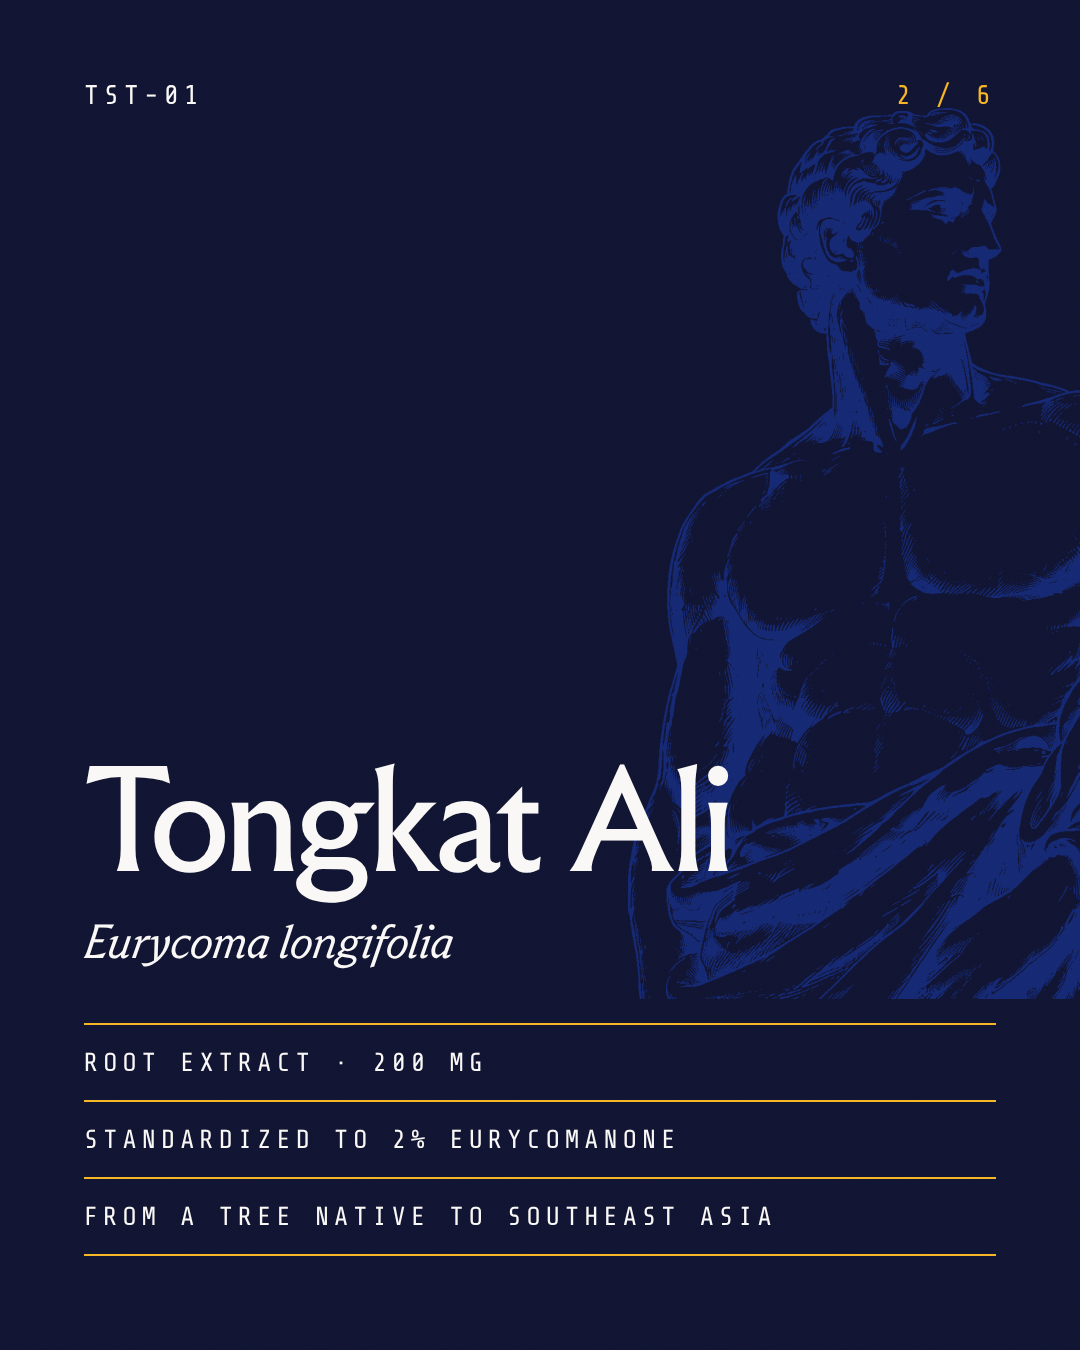 TST-01
2 / 6
Tongkat Ali
Eurycoma longifolia
ROOT EXTRACT · 200 MG
STANDARDIZED TO 2% EURYCOMANONE
FROM A TREE NATIVE TO SOUTHEAST ASIA